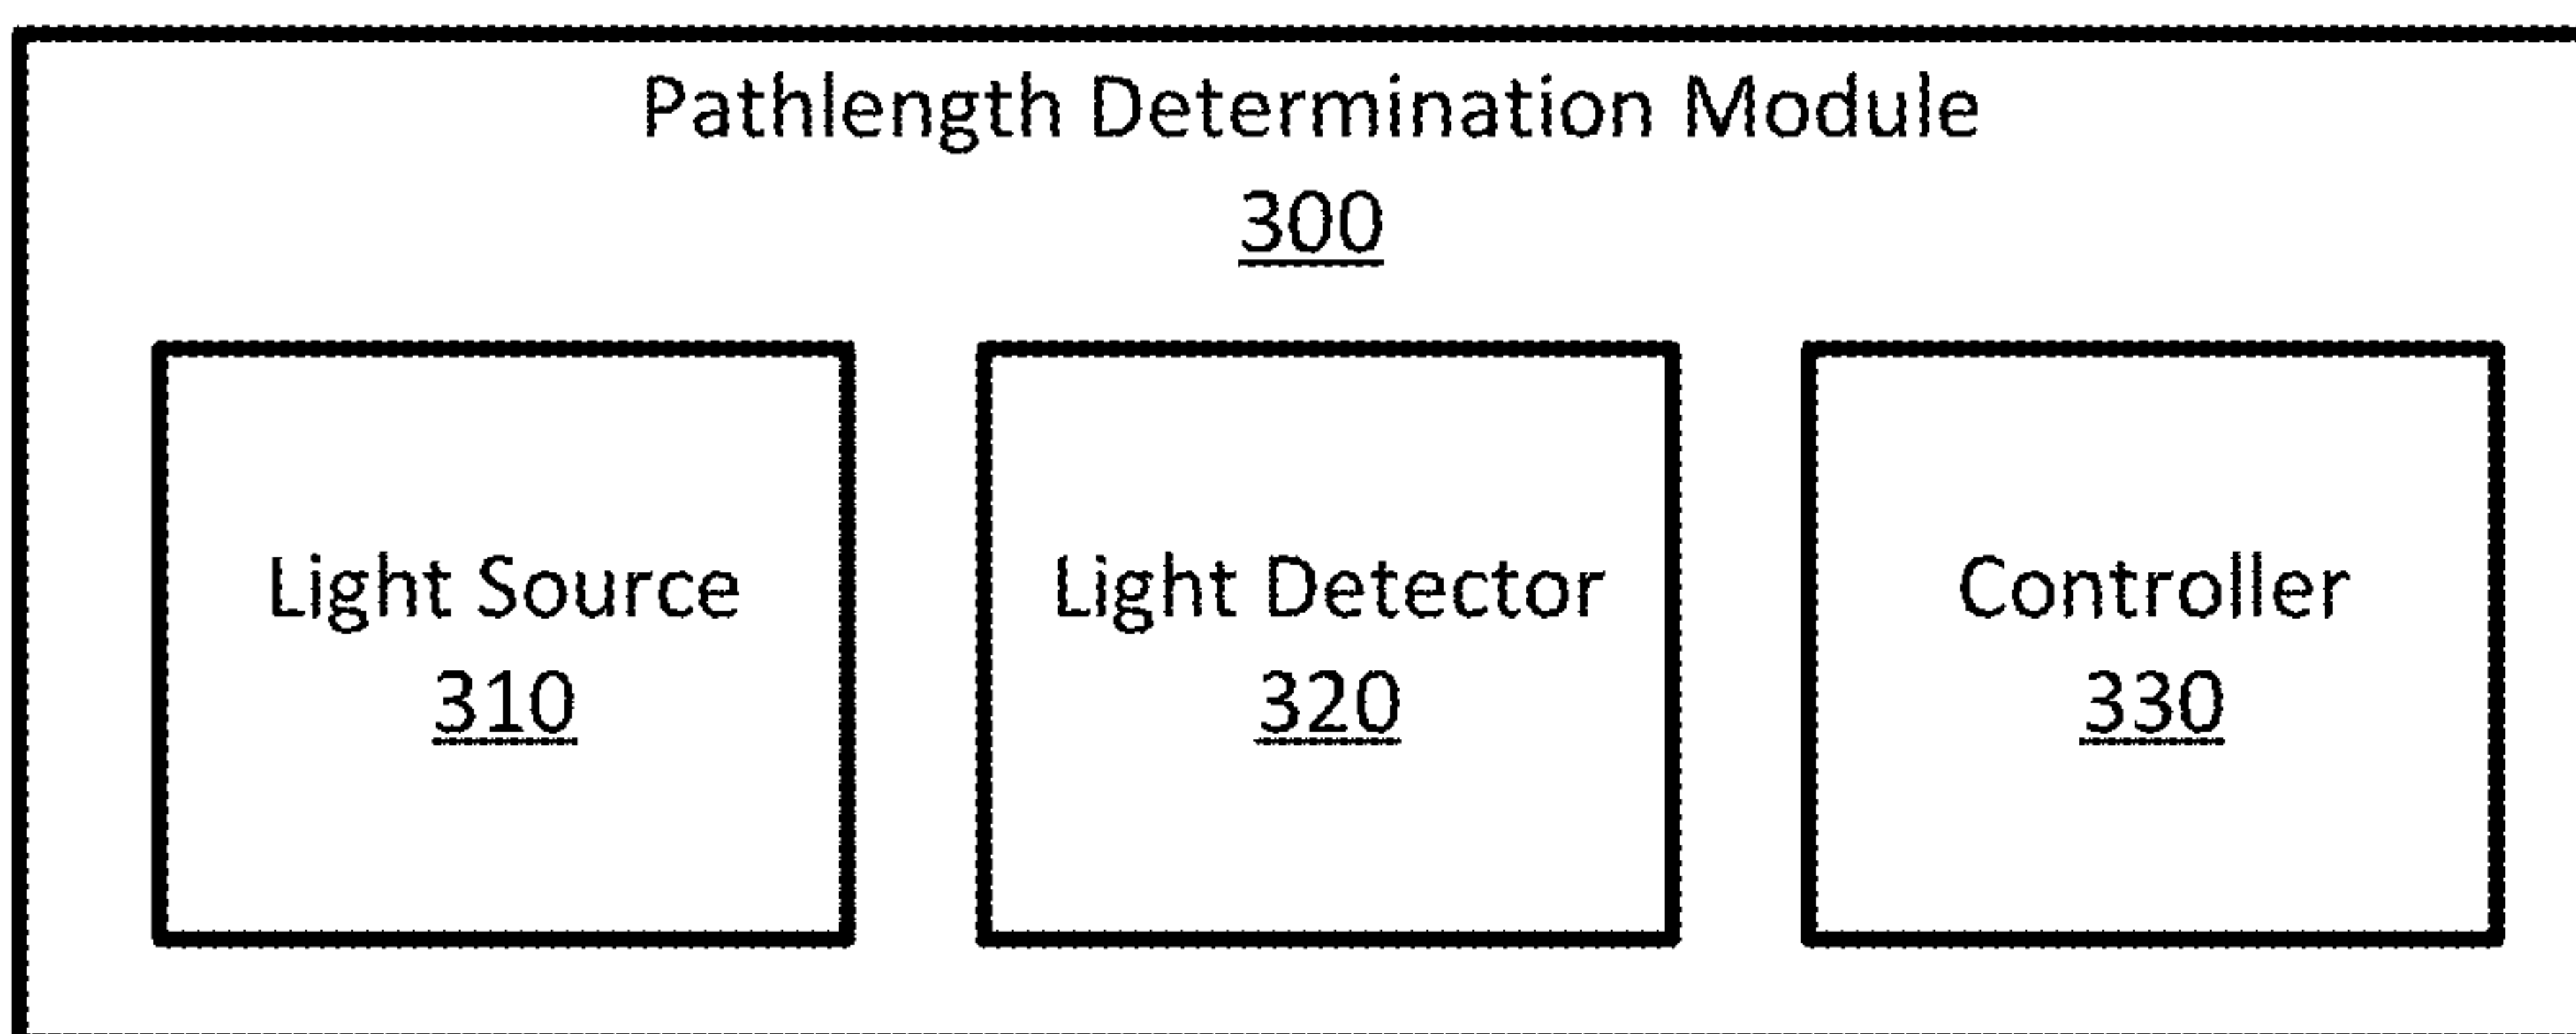 Pathlength Determination Module
300
Light Source
310
Light Detector
320
Controller
330